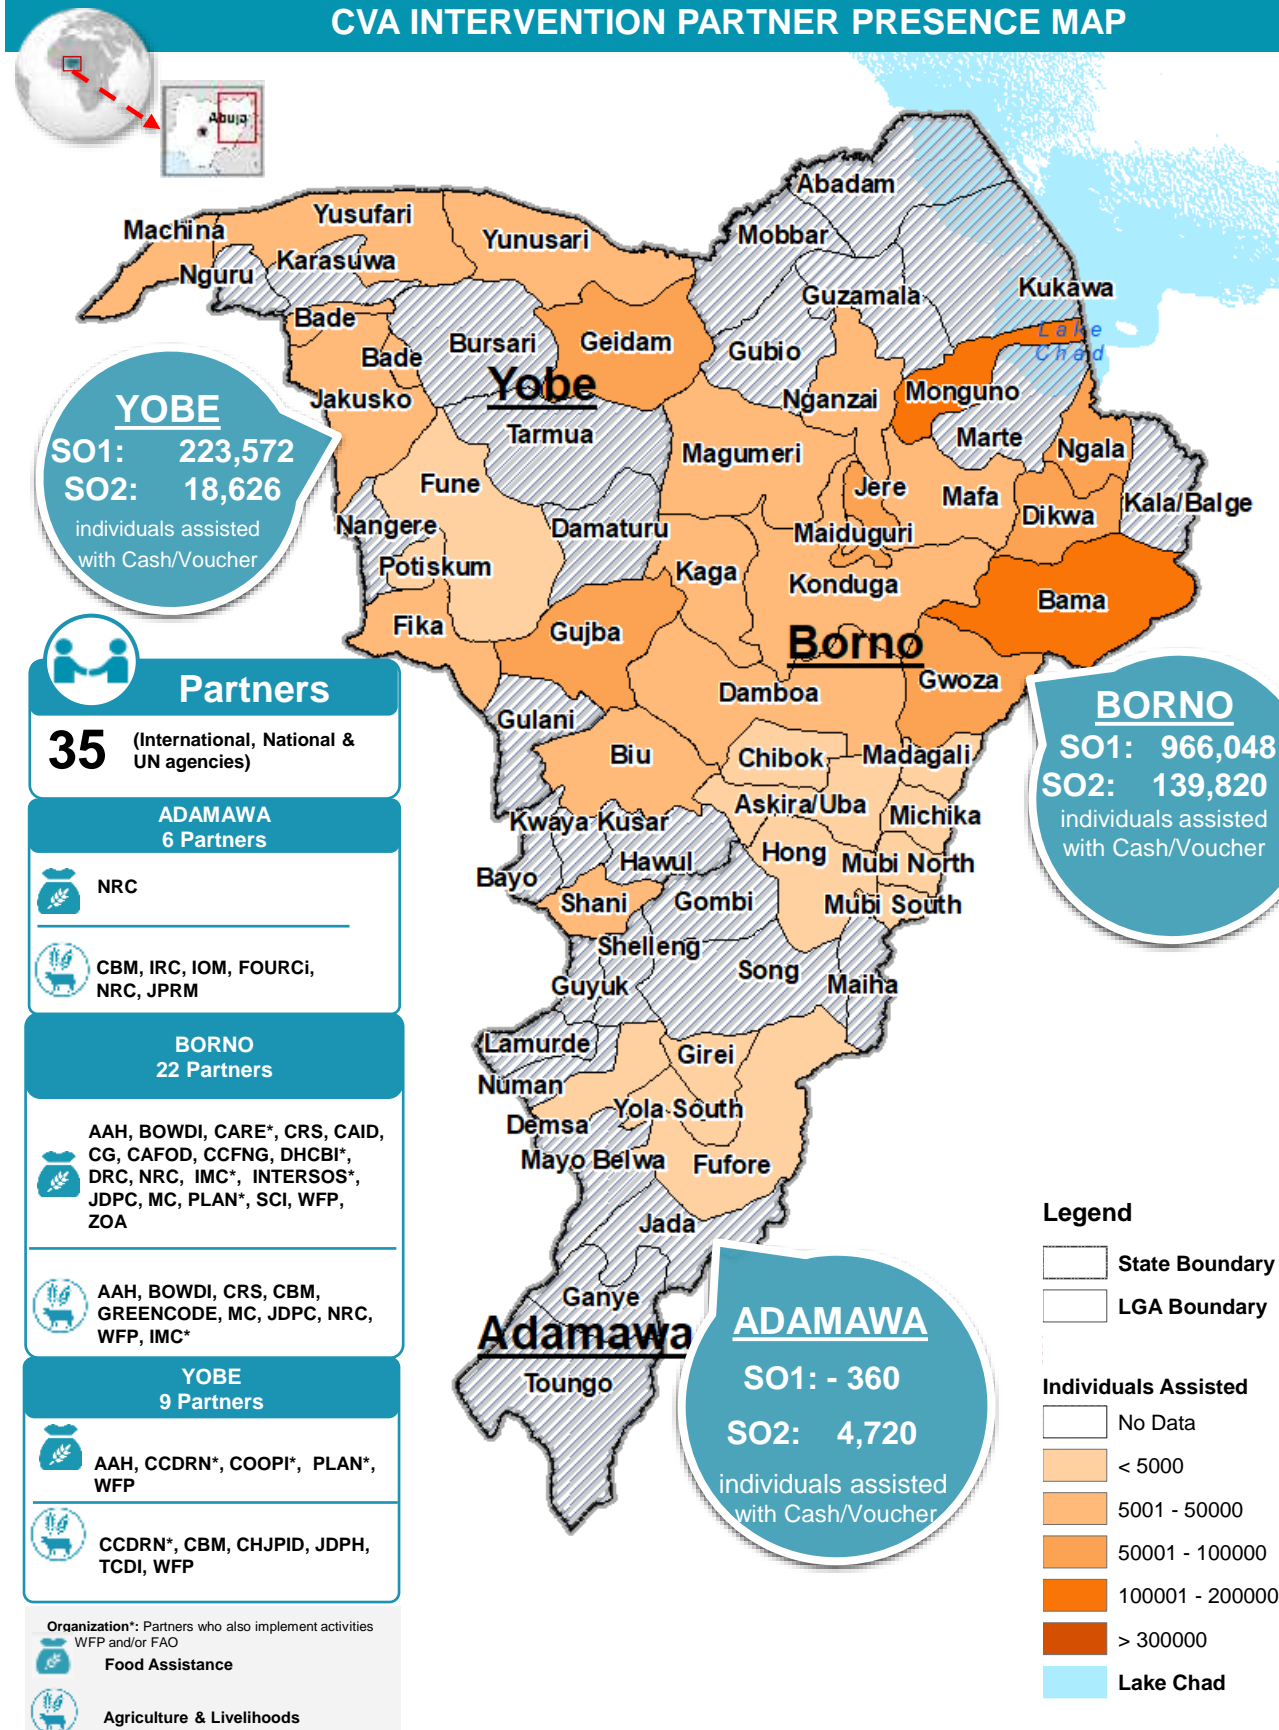 CVA INTERVENTION PARTNER PRESENCE MAP
Abuja
Abadam
Machina
Yusufari
Yunusari
Mobbar
Nguru
Karasuwa
Guzamala
Kukawa
Bade
Bursari
Geidam
Gubio
Lake
Chad
Bade
Yobe
Jakusko
Nganzai
Monguno
Tarmua
Marte
Magumeri
Ngala
Fune
Jere
Mafa
Kala/Balge
Nangere
Damaturu
Maiduguri
Dikwa
Potiskum
Kaga
Konduga
Bama
Fika
Gujba
Borno
Gwoza
Damboa
Gulani
Biu
Chibok
Madagali
Askira/Uba
Michika
Kwaya Kusar
Hawul
Hong
Mubi North
Bayo
Shani
Gombi
Mubi South
Shelleng
Song
Maiha
Guyuk
Lamurde
Girei
Numan
Demsa
Yola South
Mayo Belwa
Fufore
Jada
Ganye
Adamawa
Toungo
YOBE
SO1: 223,572
SO2: 18,626
individuals assisted
with Cash/Voucher
BORNO
SO1: 966,048
SO2: 139,820
individuals assisted
with Cash/Voucher
ADAMAWA
SO1: - 360
SO2: 4,720
individuals assisted
with Cash/Voucher
Partners
35 (International, National &
UN agencies)
ADAMAWA
6 Partners
NRC
CBM, IRC, IOM, FOURCi,
NRC, JPRM
BORNO
22 Partners
AAH, BOWDI, CARE*, CRS, CAID,
CG, CAFOD, CCFNG, DHCBI*,
DRC, NRC, IMC*, INTERSOS*,
JDPC, MC, PLAN*, SCI, WFP,
ZOA
AAH, BOWDI, CRS, CBM,
GREENCODE, MC, JDPC, NRC,
WFP, IMC*
YOBE
9 Partners
AAH, CCDRN*, COOPI*, PLAN*,
WFP
CCDRN*, CBM, CHJPID, JDPH,
TCDI, WFP
Organization*: Partners who also implement activities
WFP and/or FAO
Food Assistance
Agriculture & Livelihoods
Legend
State Boundary
LGA Boundary
Individuals Assisted
No Data
< 5000
5001 - 50000
50001 - 100000
100001 - 200000
> 300000
Lake Chad